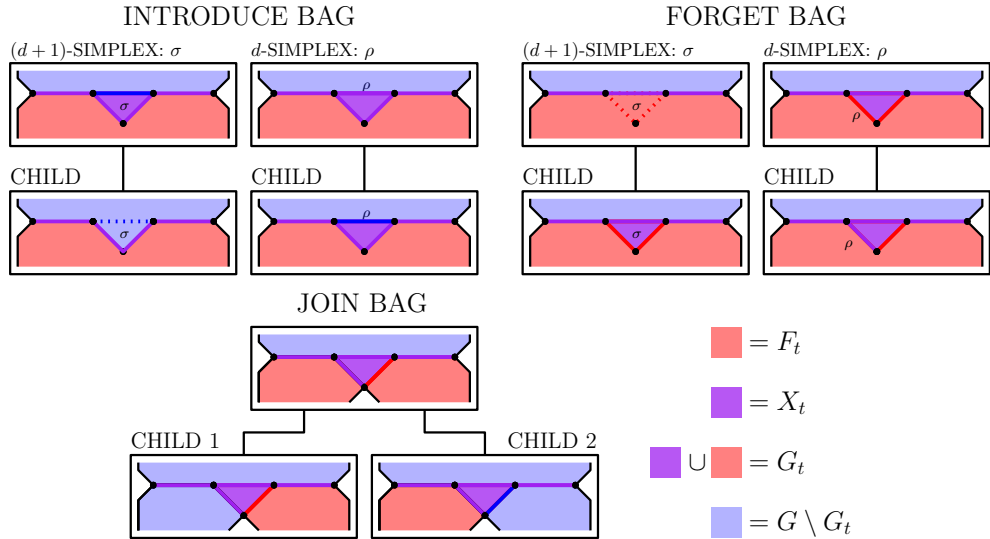 INTRODUCE BAG
FORGET BAG
(d + 1)-SIMPLEX: σ
d-SIMPLEX: ρ
(d + 1)-SIMPLEX: σ
d-SIMPLEX: ρ
σ
ρ
σ
ρ
CHILD
CHILD
CHILD
CHILD
σ
ρ
σ
ρ
JOIN BAG
= F_t
= X_t
CHILD 1
CHILD 2
∪ = G_t
= G \ G_t